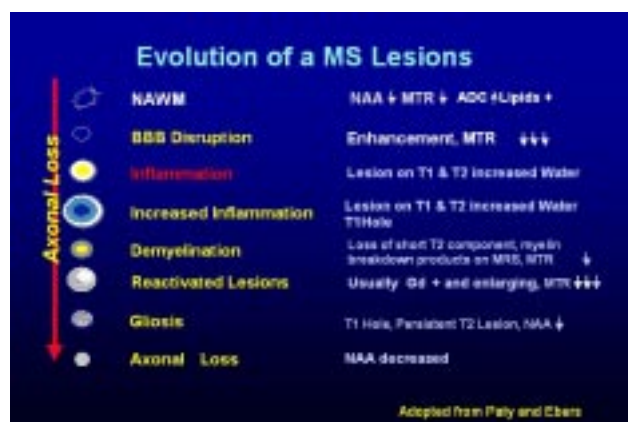 Evolution of a MS Lesions
Axonal Loss
NAWM NAA ↓ MTR ↓ ADC ↑ Lipids +
BBB Disruption Enhancement, MTR ↓↓↓
Inflammation Lesion on T1 & T2 increased Water
Increased Inflammation Lesion on T1 & T2 increased Water
T1Hole
Demyelination Loss of short T2 component, myelin
breakdown products on MRS, MTR ↓
Reactivated Lesions Usually Gd + and enlarging, MTR ↓↓↓
Gliosis T1 Hole, Persistent T2 Lesion, NAA ↓
Axonal Loss NAA decreased
Adopted from Paty and Ebers